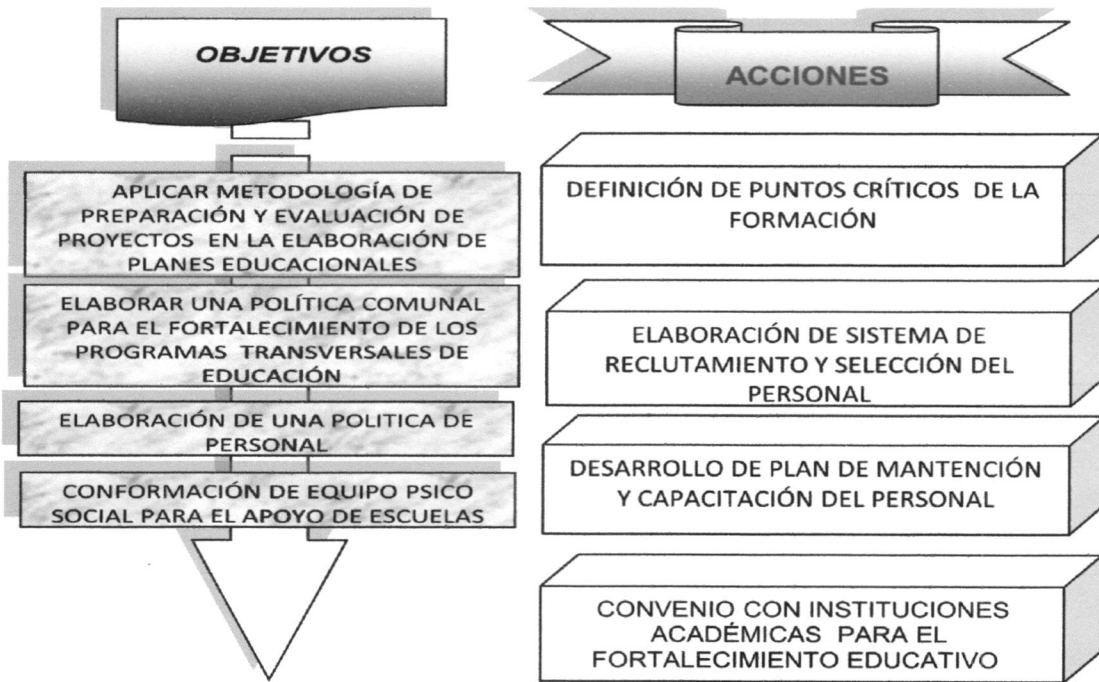 OBJETIVOS
APLICAR METODOLOGÍA DE
PREPARACIÓN Y EVALUACIÓN DE
PROYECTOS EN LA ELABORACIÓN DE
PLANES EDUCACIONALES
ELABORAR UNA POLÍTICA COMUNAL
PARA EL FORTALECIMIENTO DE LOS
PROGRAMAS TRANSVERSALES DE
EDUCACIÓN
ELABORACIÓN DE UNA POLITICA DE
PERSONAL
CONFORMACIÓN DE EQUIPO PSICO
SOCIAL PARA EL APOYO DE ESCUELAS
ACCIONES
DEFINICIÓN DE PUNTOS CRÍTICOS DE LA
FORMACIÓN
ELABORACIÓN DE SISTEMA DE
RECLUTAMIENTO Y SELECCIÓN DEL
PERSONAL
DESARROLLO DE PLAN DE MANTENCIÓN
Y CAPACITACIÓN DEL PERSONAL
CONVENIO CON INSTITUCIONES
ACADÉMICAS PARA EL
FORTALECIMIENTO EDUCATIVO